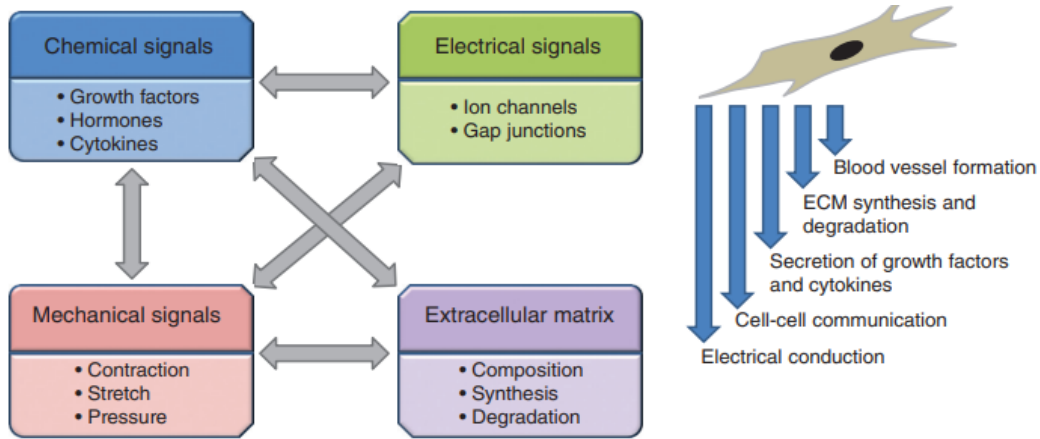 Chemical signals
• Growth factors
• Hormones
• Cytokines
Electrical signals
• Ion channels
• Gap junctions
Mechanical signals
• Contraction
• Stretch
• Pressure
Extracellular matrix
• Composition
• Synthesis
• Degradation
Blood vessel formation
ECM synthesis and
degradation
Secretion of growth factors
and cytokines
Cell-cell communication
Electrical conduction